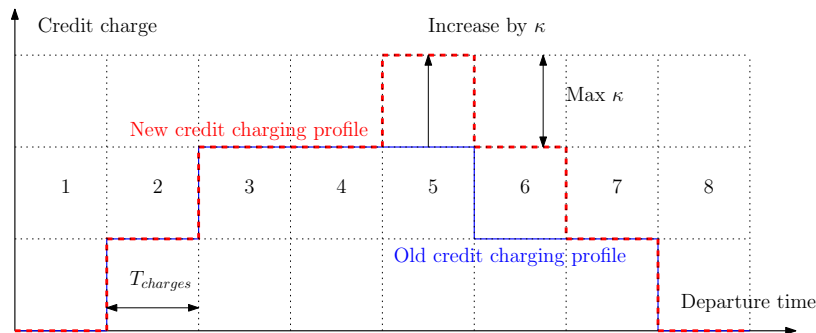 Credit charge
Increase by κ
Max κ
New credit charging profile
1 2 3 4 5 6 7 8
Old credit charging profile
T_charges
Departure time